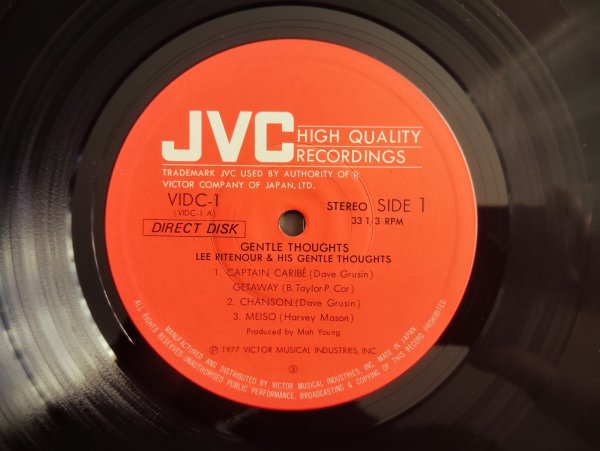 JVC HIGH QUALITY
RECORDINGS
TRADEMARK JVC USED BY AUTHORITY OF R.
VICTOR COMPANY OF JAPAN, LTD.
VIDC-1
(VIDC-1 A)
DIRECT DISK
STEREO SIDE 1
33 1/3 RPM
GENTLE THOUGHTS
LEE RITENOUR & HIS GENTLE THOUGHTS
1. CAPTAIN CARIBÉ (Dave Grusin)
GETAWAY (B. Taylor-P. Cor)
2. CHANSON (Dave Grusin)
3. MEISO (Harvey Mason)
Produced by Mah Young
Ⓟ 1977 VICTOR MUSICAL INDUSTRIES, INC.
③
MANUFACTURED AND DISTRIBUTED BY VICTOR MUSICAL INDUSTRIES, INC. MADE IN JAPAN
ALL RIGHTS RESERVED UNAUTHORISED PUBLIC PERFORMANCE, BROADCASTING & COPYING OF THIS RECORD PROHIBITED